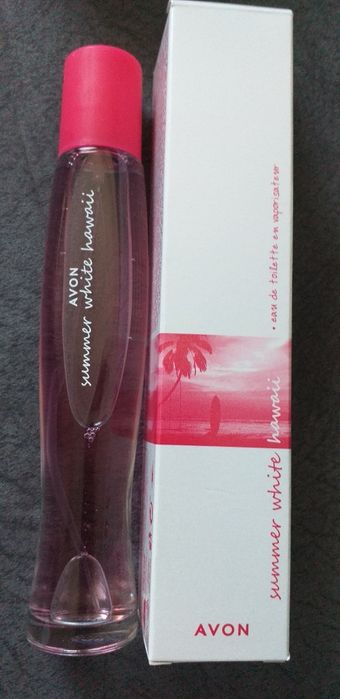 AVON
summer white hawaii
summer white hawaii
• eau de toilette en vaporisateur
AVON